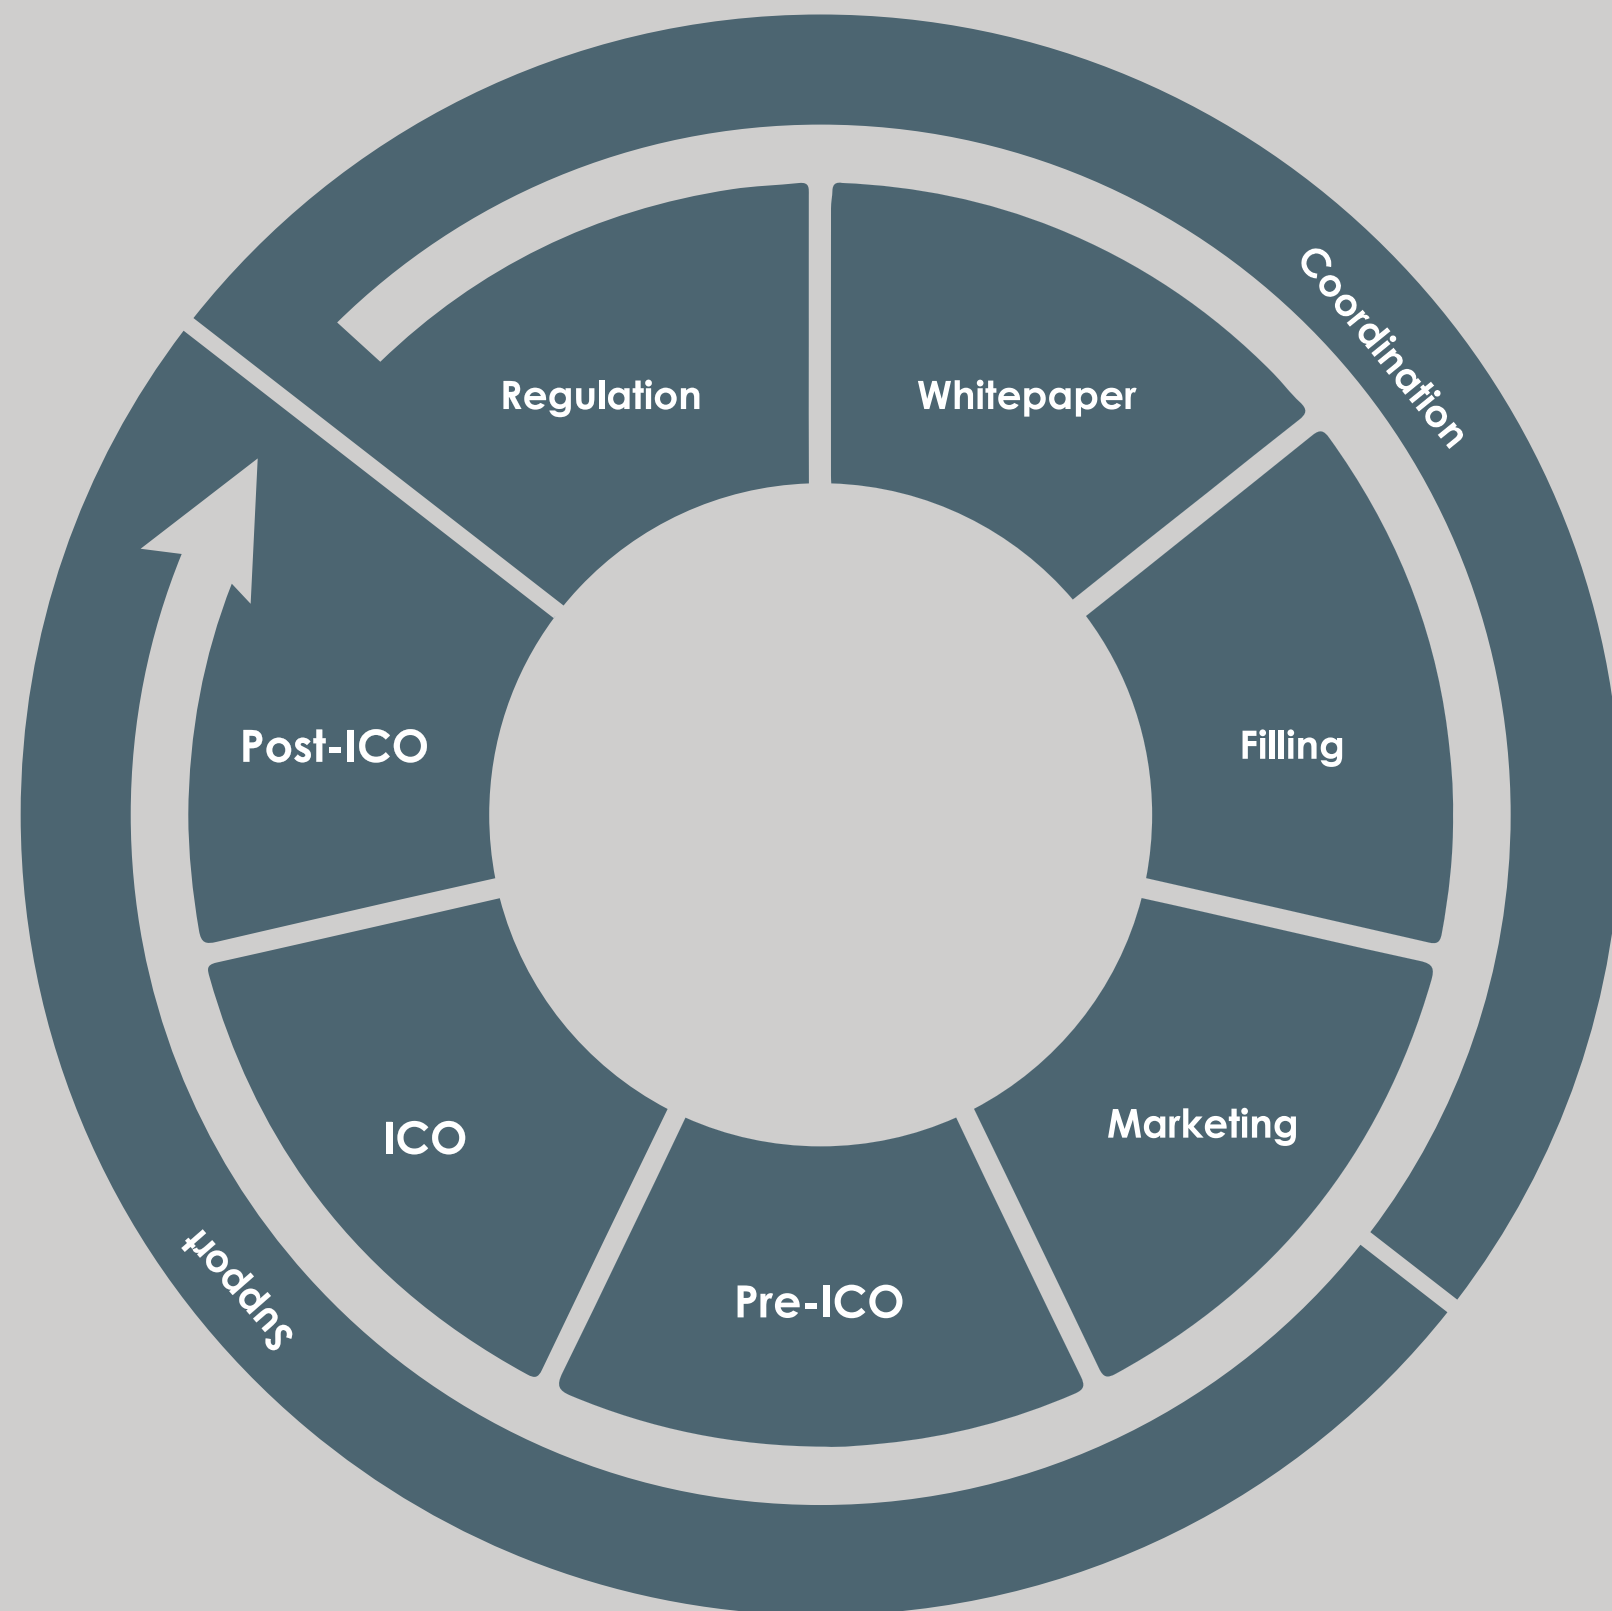 Coordination
Regulation
Whitepaper
Filling
Marketing
Pre-ICO
ICO
Post-ICO
Support